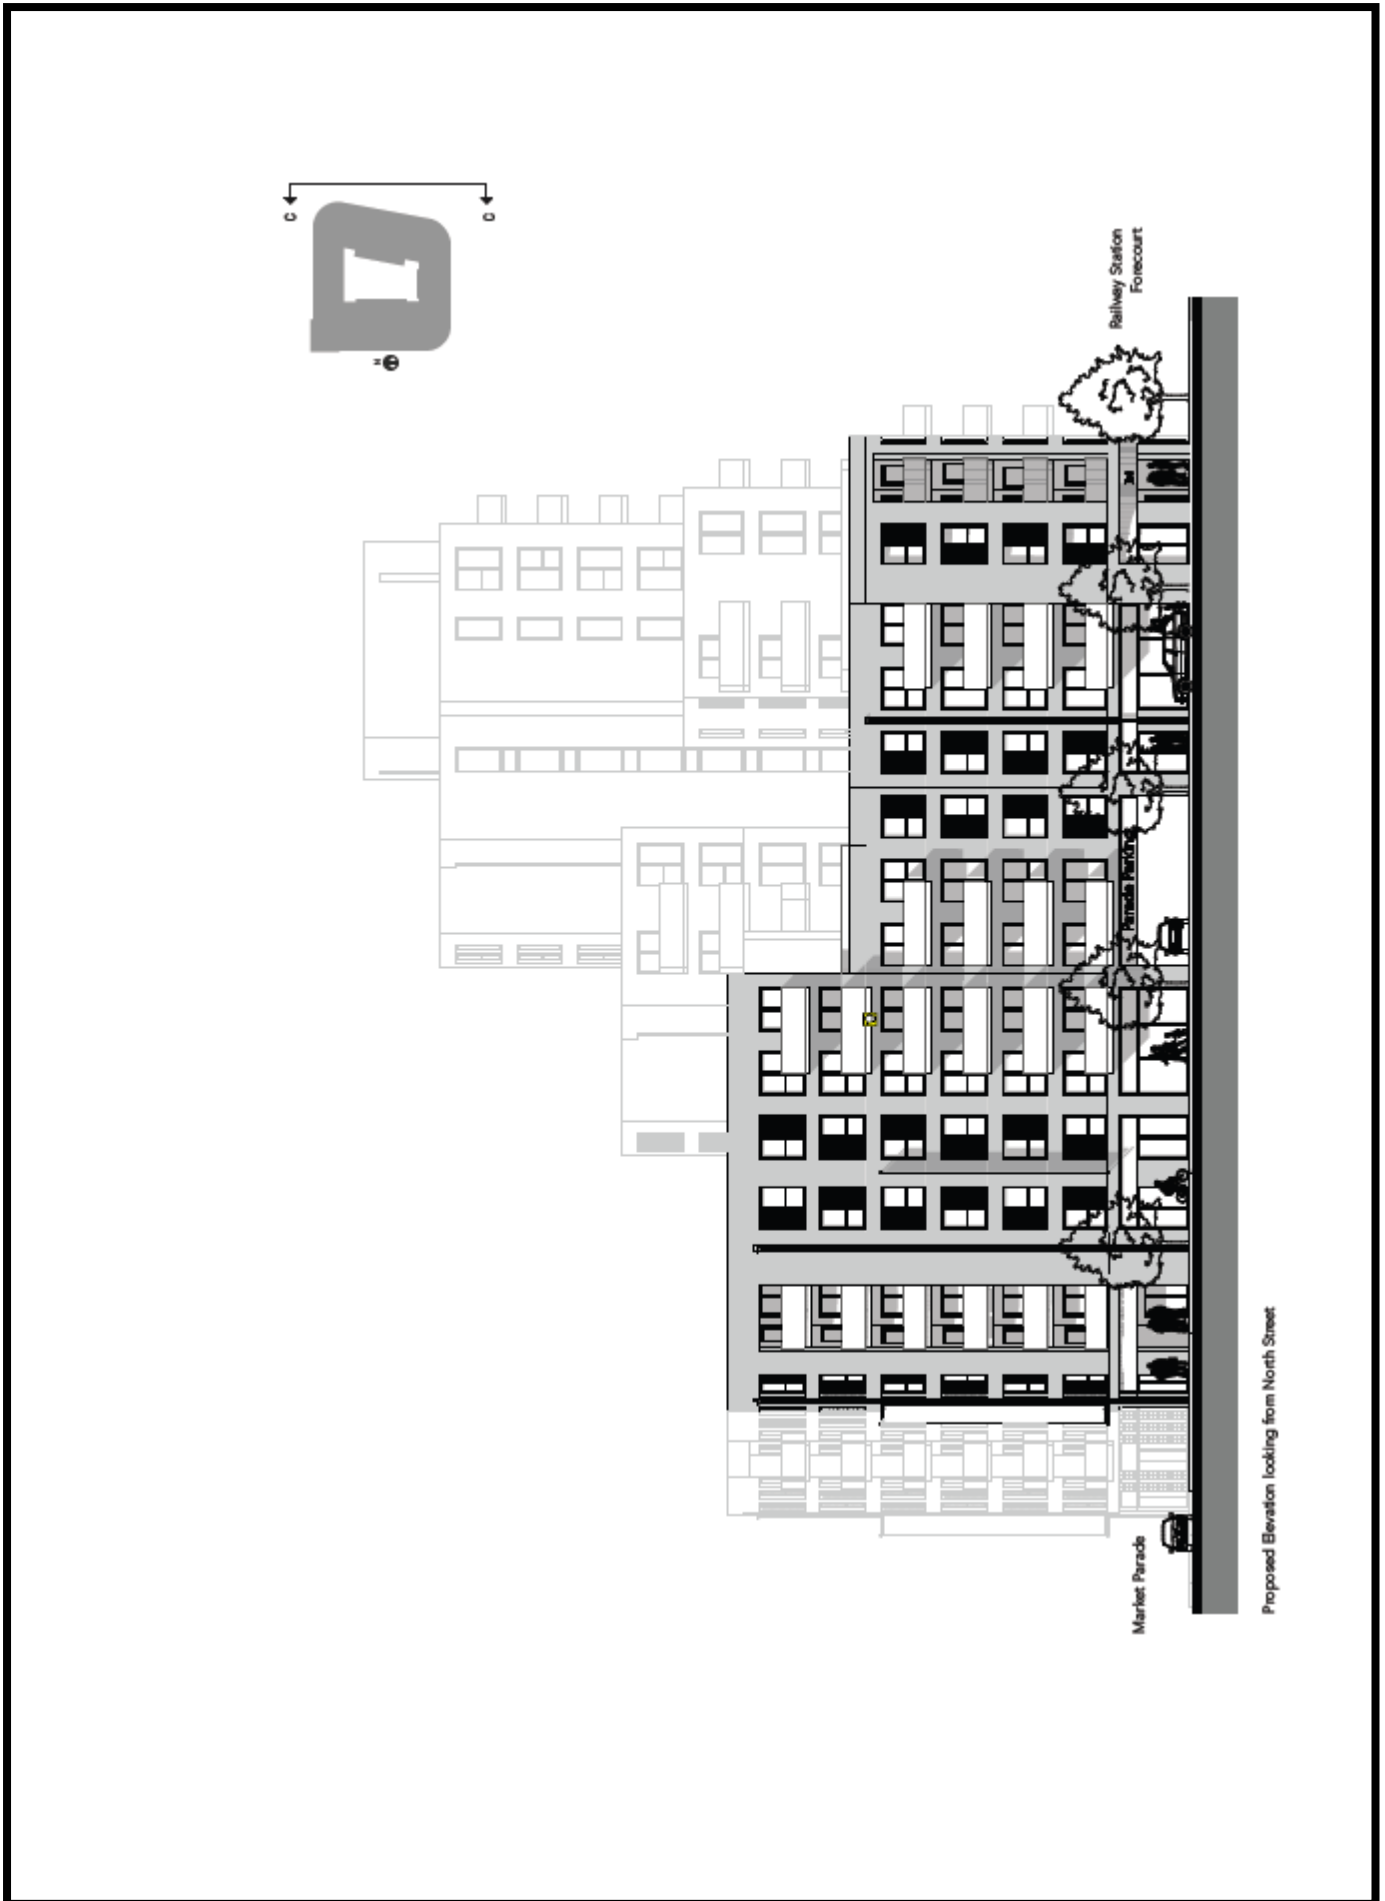 C
C
N
Railway Station
Forecourt
Parade Parking
Market Parade
Proposed Elevation looking from North Street